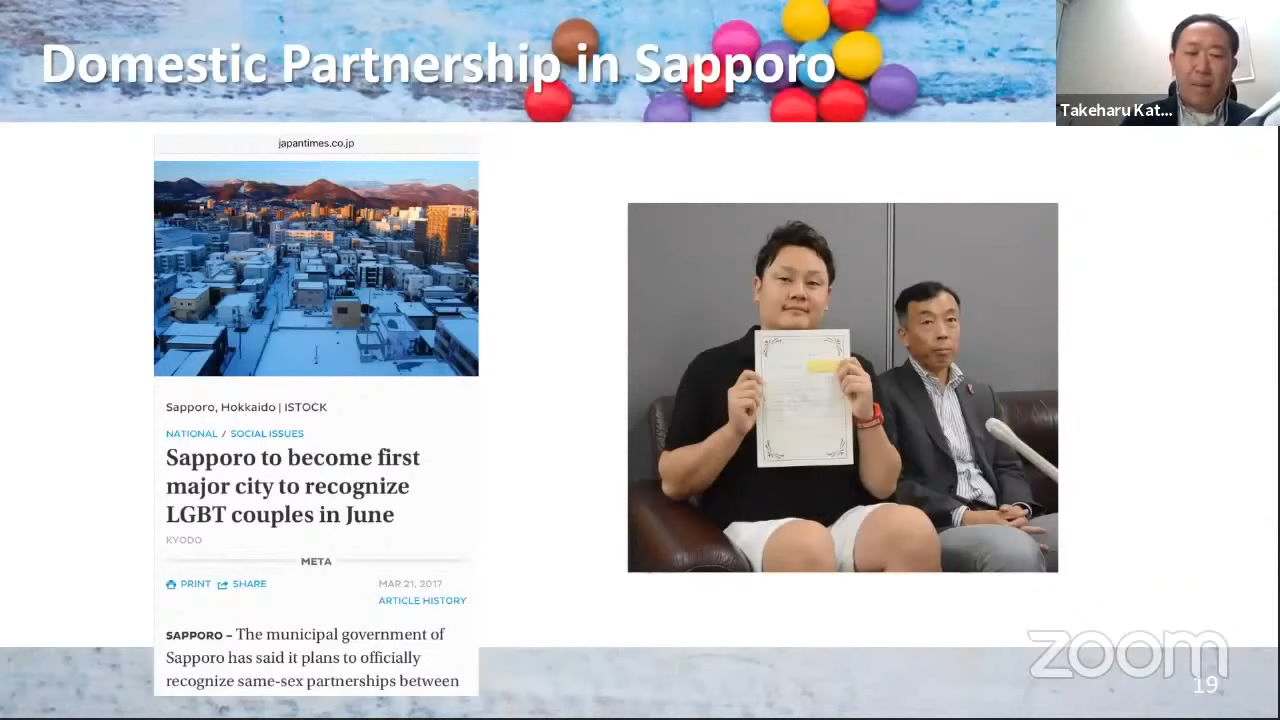 Domestic Partnership in Sapporo
Takeharu Kat...
japantimes.co.jp
Sapporo, Hokkaido | ISTOCK
NATIONAL / SOCIAL ISSUES
Sapporo to become first
major city to recognize
LGBT couples in June
KYODO
META
PRINT SHARE
MAR 21, 2017
ARTICLE HISTORY
SAPPORO – The municipal government of
Sapporo has said it plans to officially
recognize same-sex partnerships between
zoom
19